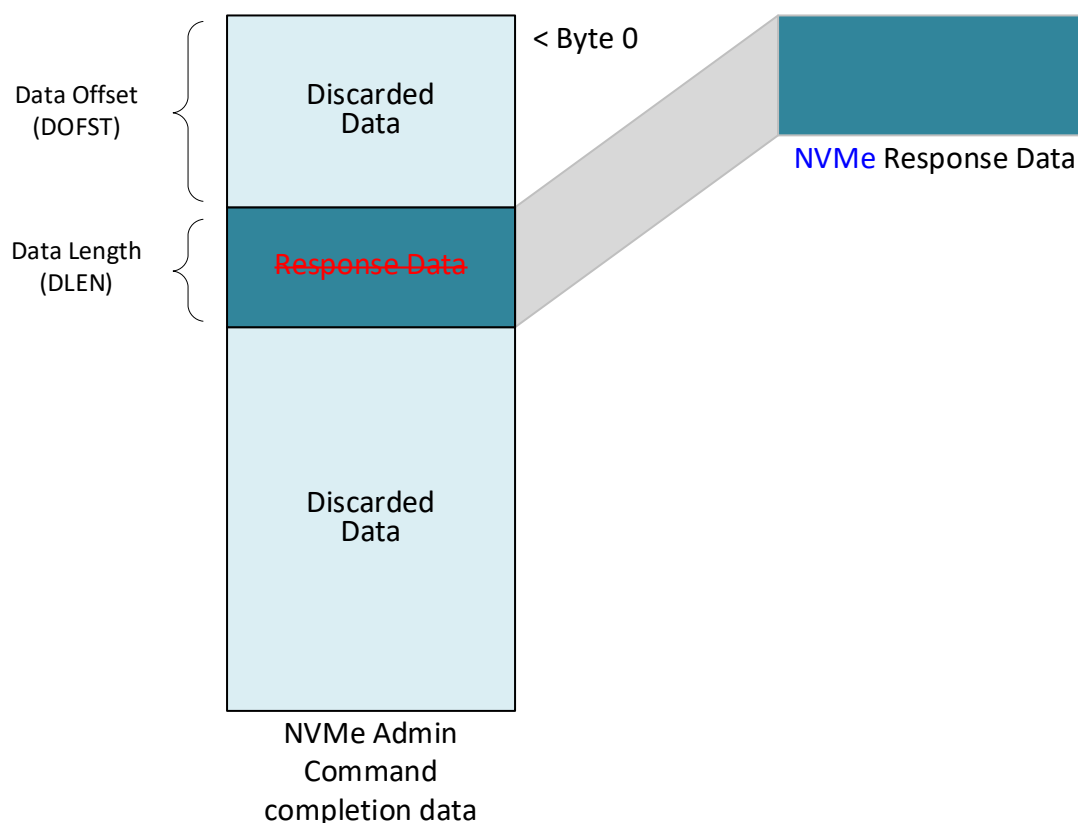 < Byte 0
Data Offset
(DOFST)
Discarded
Data
NVMe Response Data
Data Length
(DLEN)
Response Data
Discarded
Data
NVMe Admin
Command
completion data